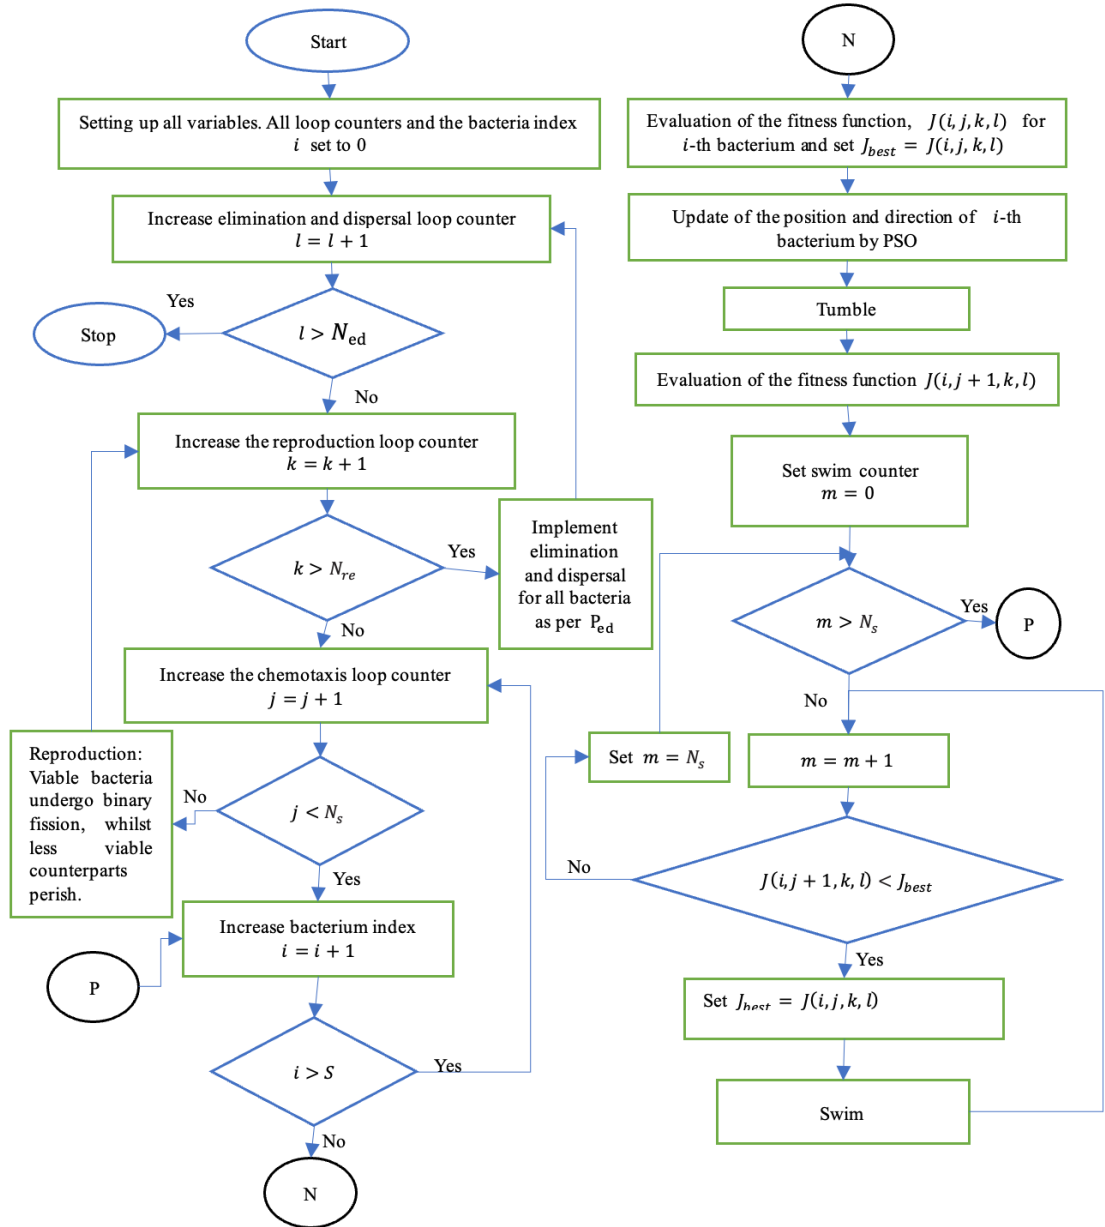 Start
Setting up all variables. All loop counters and the bacteria index
i set to 0
Increase elimination and dispersal loop counter
l = l + 1
Yes
Stop
l > N_ed
No
Increase the reproduction loop counter
k = k + 1
k > N_re
Yes
Implement
elimination
and dispersal
for all bacteria
as per P_ed
No
Increase the chemotaxis loop counter
j = j + 1
Reproduction:
Viable bacteria
undergo binary
fission, whilst
less viable
counterparts
perish.
No
j < N_s
Yes
Increase bacterium index
i = i + 1
P
i > S
Yes
No
N
N
Evaluation of the fitness function, J(i,j,k,l) for
i-th bacterium and set J_best = J(i,j,k,l)
Update of the position and direction of i-th
bacterium by PSO
Tumble
Evaluation of the fitness function J(i,j + 1,k,l)
Set swim counter
m = 0
m > N_s
Yes
P
No
Set m = N_s
m = m + 1
No
J(i,j + 1,k,l) < J_best
Yes
Set J_best = J(i,j,k,l)
Swim